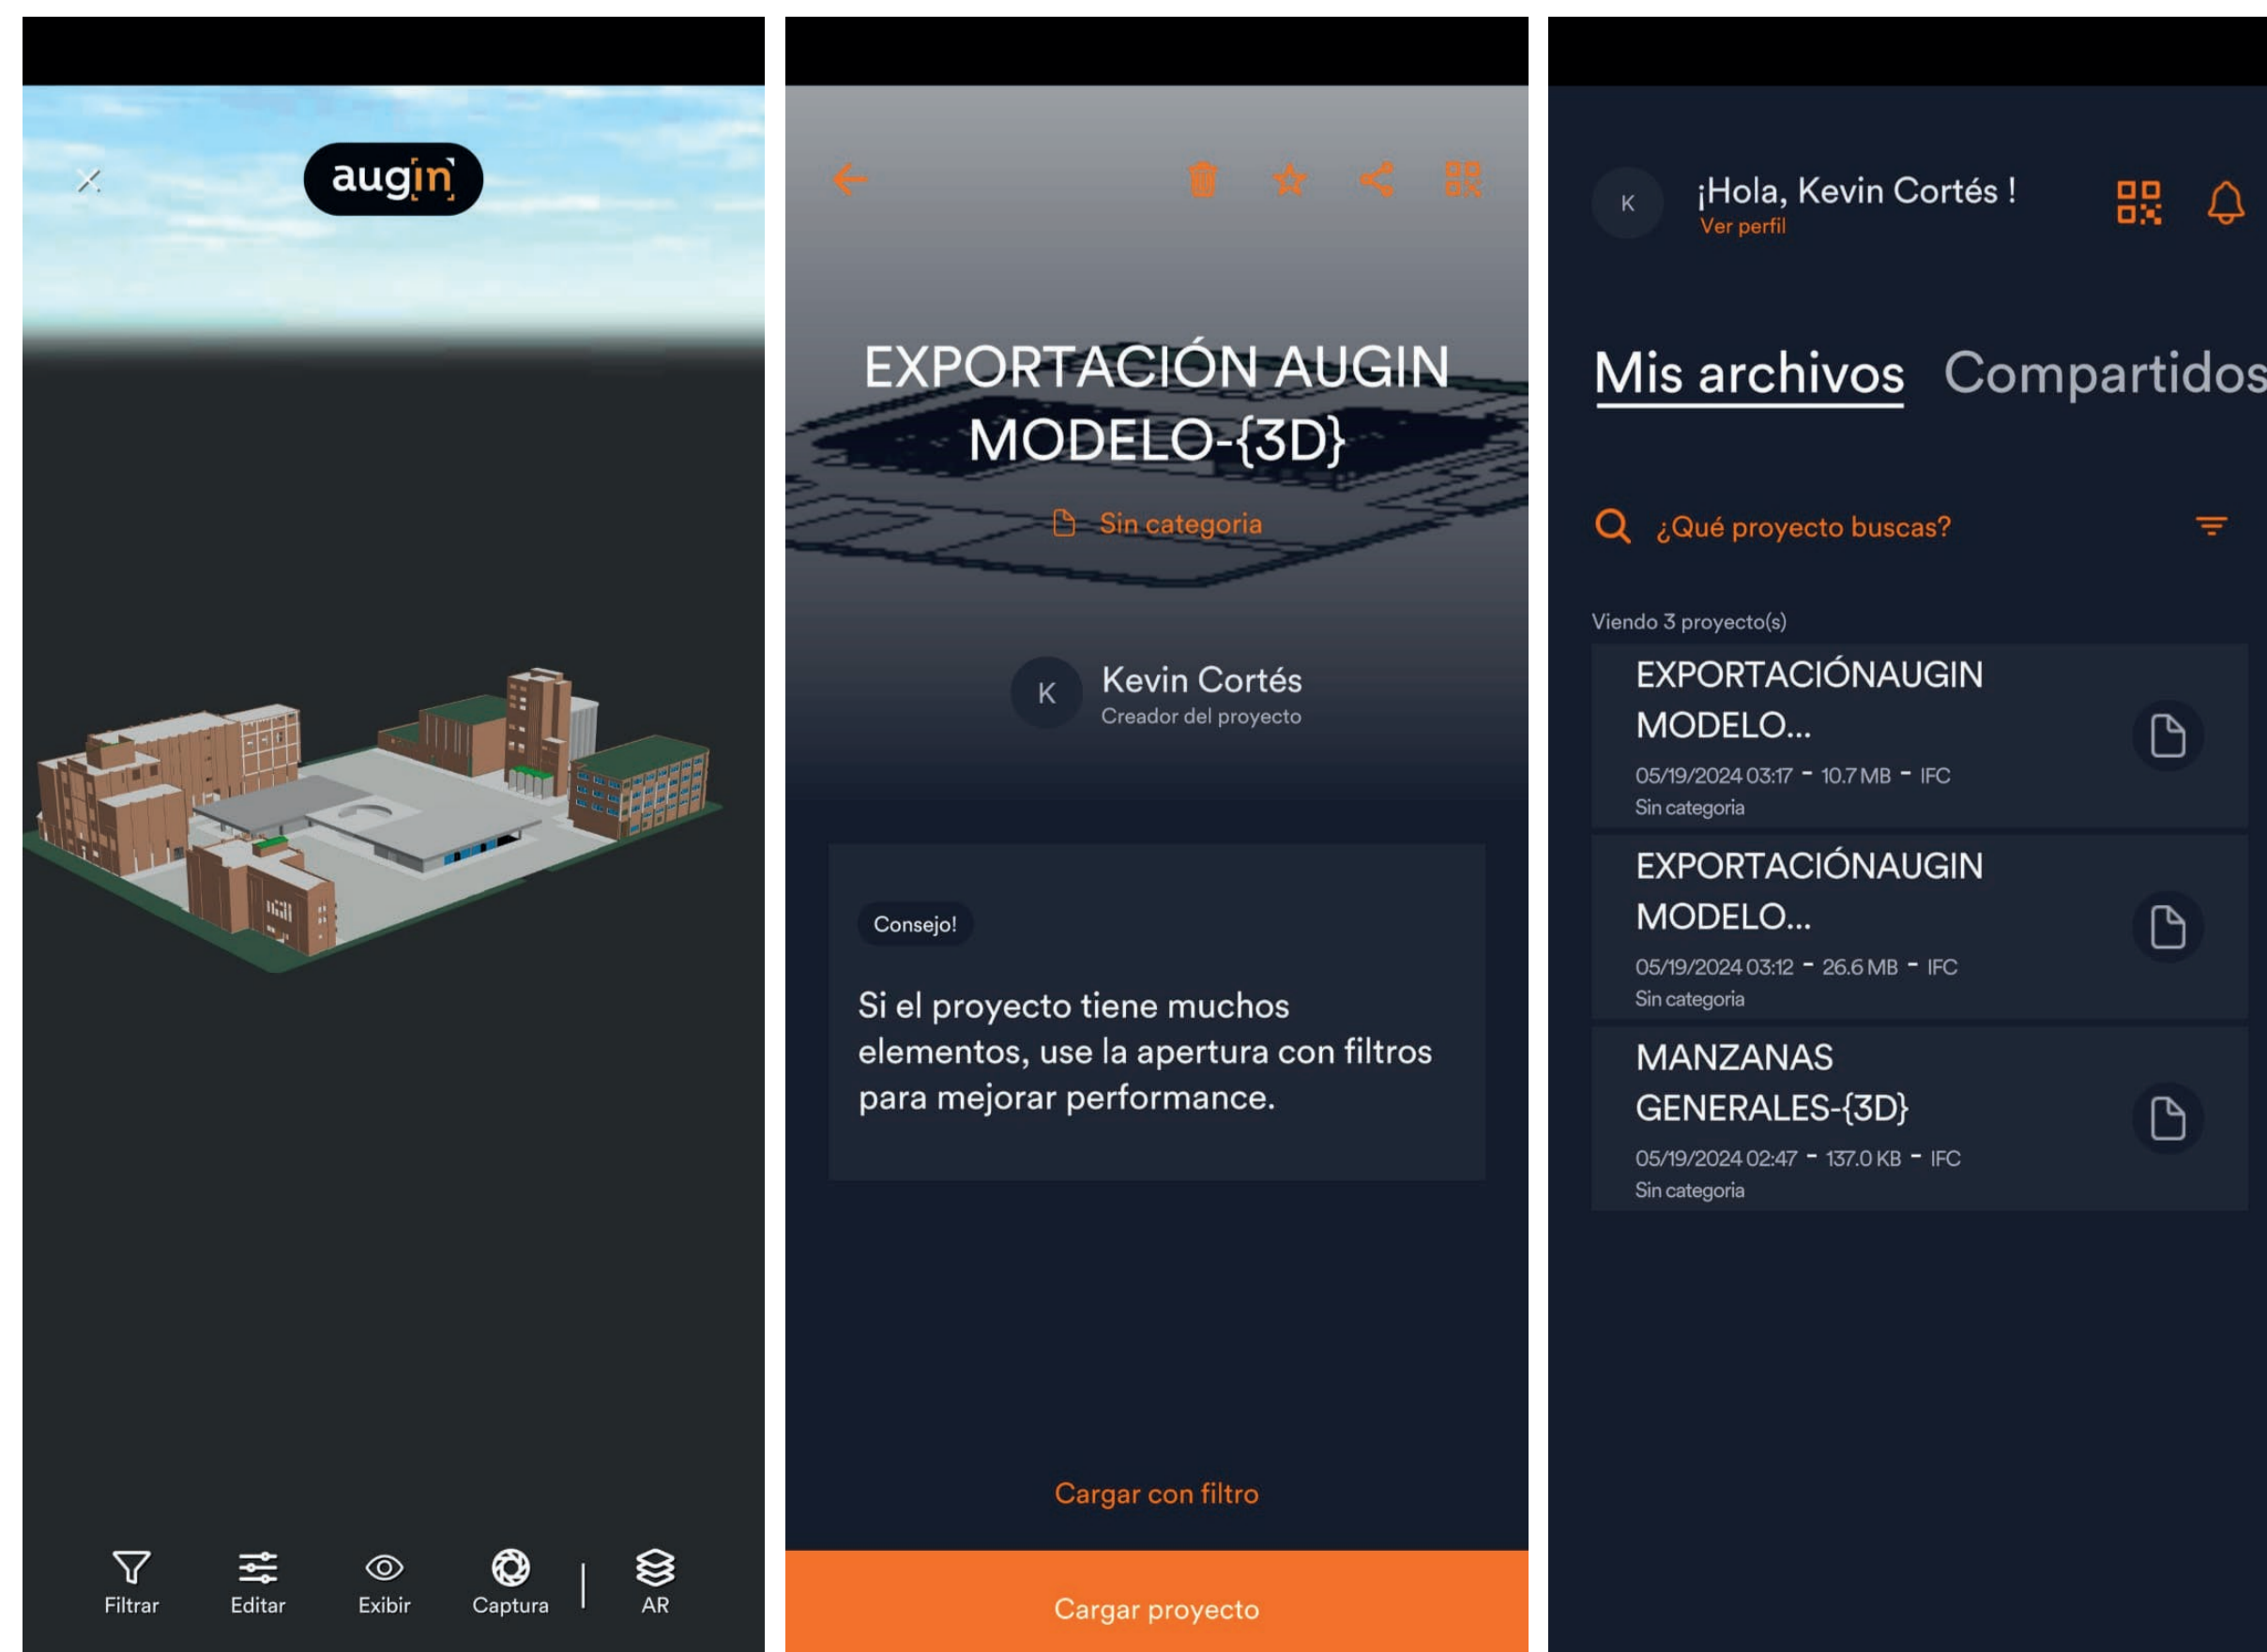 augin
Filtrar
Editar
Exibir
Captura
AR
EXPORTACIÓN AUGIN
MODELO-{3D}
Sin categoria
K
Kevin Cortés
Creador del proyecto
Consejo!
Si el proyecto tiene muchos
elementos, use la apertura con filtros
para mejorar performance.
Cargar con filtro
Cargar proyecto
K
¡Hola, Kevin Cortés !
Ver perfil
Mis archivos Compartidos
¿Qué proyecto buscas?
Viendo 3 proyecto(s)
EXPORTACIÓNAUGIN
MODELO...
05/19/2024 03:17 - 10.7 MB - IFC
Sin categoria
EXPORTACIÓNAUGIN
MODELO...
05/19/2024 03:12 - 26.6 MB - IFC
Sin categoria
MANZANAS
GENERALES-{3D}
05/19/2024 02:47 - 137.0 KB - IFC
Sin categoria